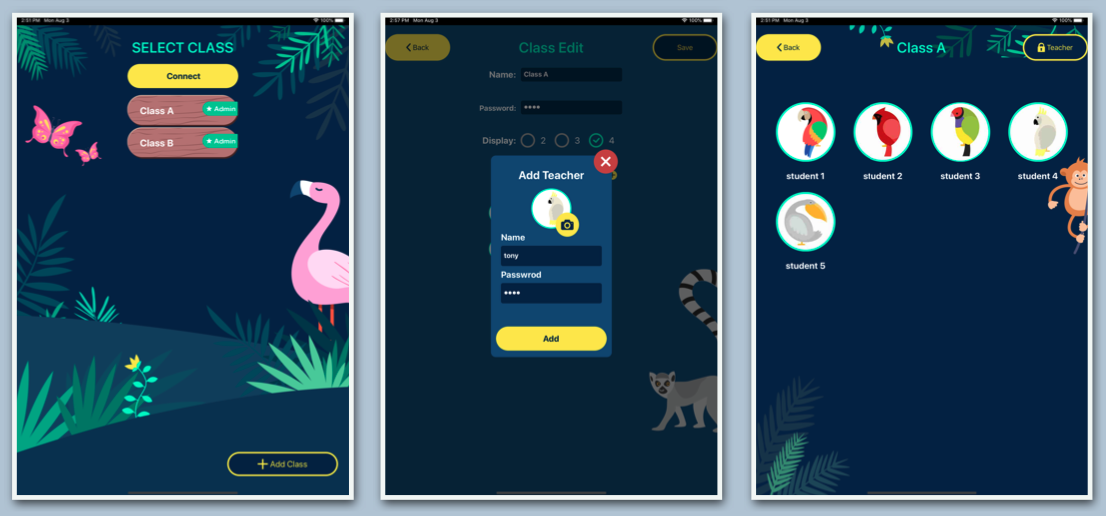 2:51 PM Mon Aug 3
100%
SELECT CLASS
Connect
Class A
Admin
Class B
Admin
Add Class
2:57 PM Mon Aug 3
100%
Back
Class Edit
Save
Name: Class A
Password: ••••
Display: 2 3 4
Add Teacher
Name
tony
Passwrod
••••
Add
2:51 PM Mon Aug 3
100%
Back
Class A
Teacher
student 1
student 2
student 3
student 4
student 5